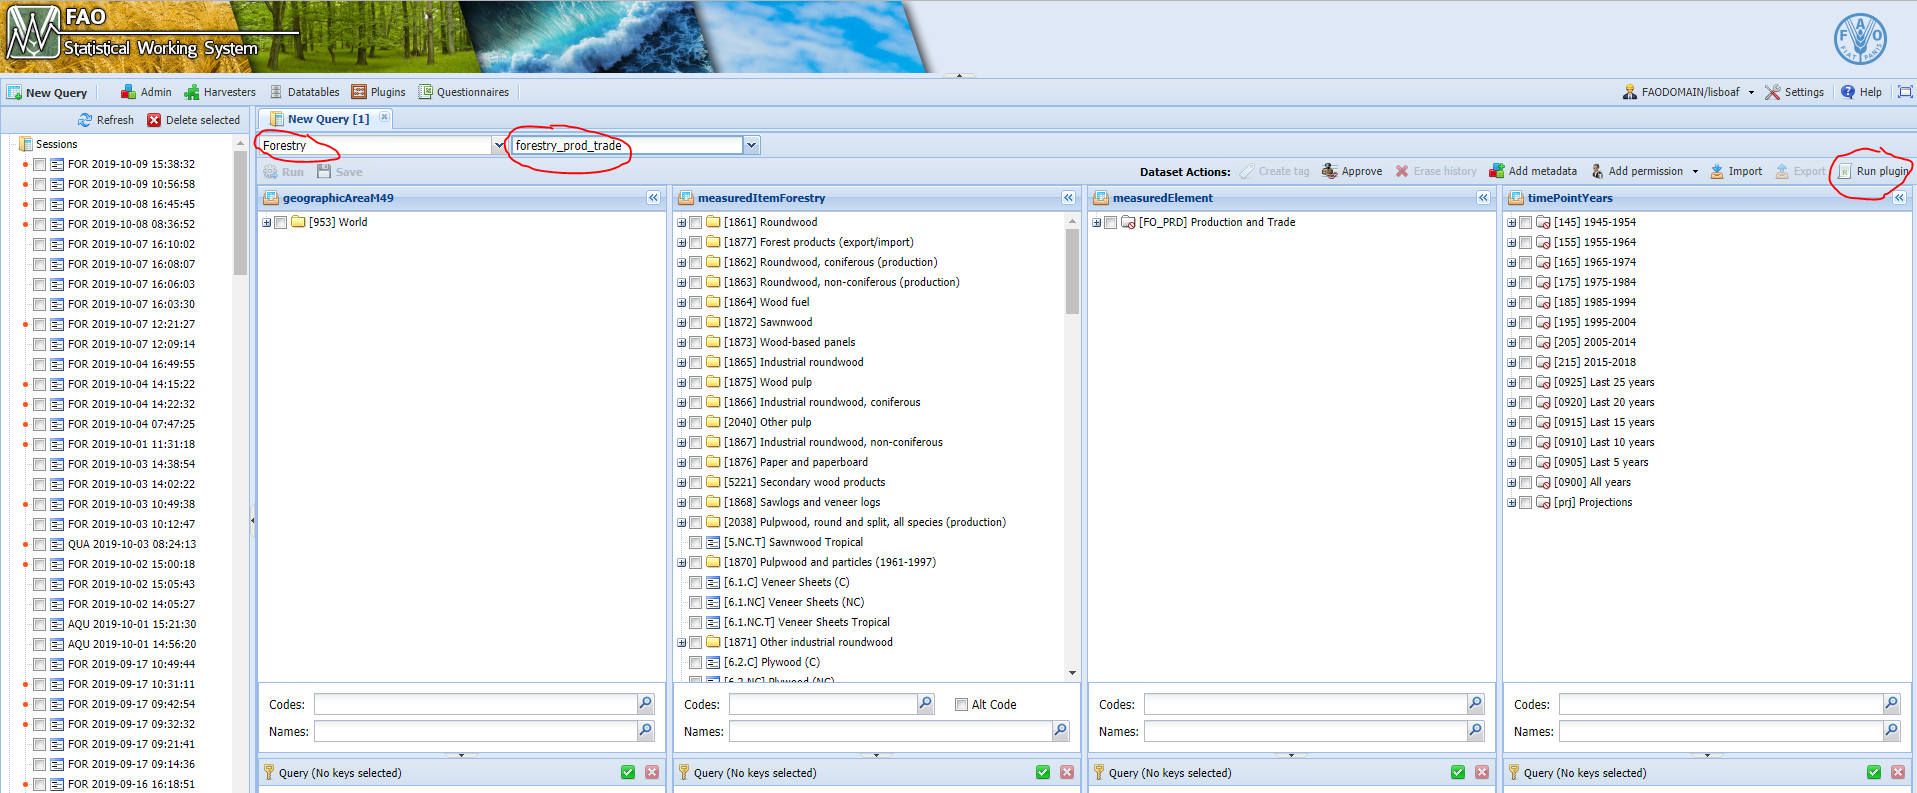 FAO
Statistical Working System
New Query Admin Harvesters Datatables Plugins Questionnaires FAODOMAIN/lisboaf Settings Help
Refresh Delete selected
New Query [1]
Sessions
FOR 2019-10-09 15:38:32
FOR 2019-10-09 10:56:58
FOR 2019-10-08 16:45:45
FOR 2019-10-08 08:36:52
FOR 2019-10-07 16:10:02
FOR 2019-10-07 16:08:07
FOR 2019-10-07 16:06:03
FOR 2019-10-07 16:03:30
FOR 2019-10-07 12:21:27
FOR 2019-10-07 12:09:14
FOR 2019-10-04 16:49:55
FOR 2019-10-04 14:15:22
FOR 2019-10-04 14:22:32
FOR 2019-10-04 07:47:25
FOR 2019-10-01 11:31:18
FOR 2019-10-03 14:38:54
FOR 2019-10-03 14:02:22
FOR 2019-10-03 10:49:38
FOR 2019-10-03 10:12:47
QUA 2019-10-03 08:24:13
FOR 2019-10-02 15:00:18
FOR 2019-10-02 15:05:43
FOR 2019-10-02 14:05:27
AQU 2019-10-01 15:21:30
AQU 2019-10-01 14:56:20
FOR 2019-09-17 10:49:44
FOR 2019-09-17 10:31:11
FOR 2019-09-17 09:42:54
FOR 2019-09-17 09:32:32
FOR 2019-09-17 09:21:41
FOR 2019-09-17 09:14:36
FOR 2019-09-16 16:18:51
Forestry forestry_prod_trade
Run Save Dataset Actions: Create tag Approve Erase history Add metadata Add permission Import Export Run plugin
geographicAreaM49
[953] World
Codes:
Names:
Query (No keys selected)
measuredItemForestry
[1861] Roundwood
[1877] Forest products (export/import)
[1862] Roundwood, coniferous (production)
[1863] Roundwood, non-coniferous (production)
[1864] Wood fuel
[1872] Sawnwood
[1873] Wood-based panels
[1865] Industrial roundwood
[1875] Wood pulp
[1866] Industrial roundwood, coniferous
[2040] Other pulp
[1867] Industrial roundwood, non-coniferous
[1876] Paper and paperboard
[5221] Secondary wood products
[1868] Sawlogs and veneer logs
[2038] Pulpwood, round and split, all species (production)
[5.NC.T] Sawnwood Tropical
[1870] Pulpwood and particles (1961-1997)
[6.1.C] Veneer Sheets (C)
[6.1.NC] Veneer Sheets (NC)
[6.1.NC.T] Veneer Sheets Tropical
[1871] Other industrial roundwood
[6.2.C] Plywood (C)
[6.2.NC] Plywood (NC)
Codes: Alt Code
Names:
Query (No keys selected)
measuredElement
[FO_PRD] Production and Trade
Codes:
Names:
Query (No keys selected)
timePointYears
[145] 1945-1954
[155] 1955-1964
[165] 1965-1974
[175] 1975-1984
[185] 1985-1994
[195] 1995-2004
[205] 2005-2014
[215] 2015-2018
[0925] Last 25 years
[0920] Last 20 years
[0915] Last 15 years
[0910] Last 10 years
[0905] Last 5 years
[0900] All years
[prj] Projections
Codes:
Names:
Query (No keys selected)